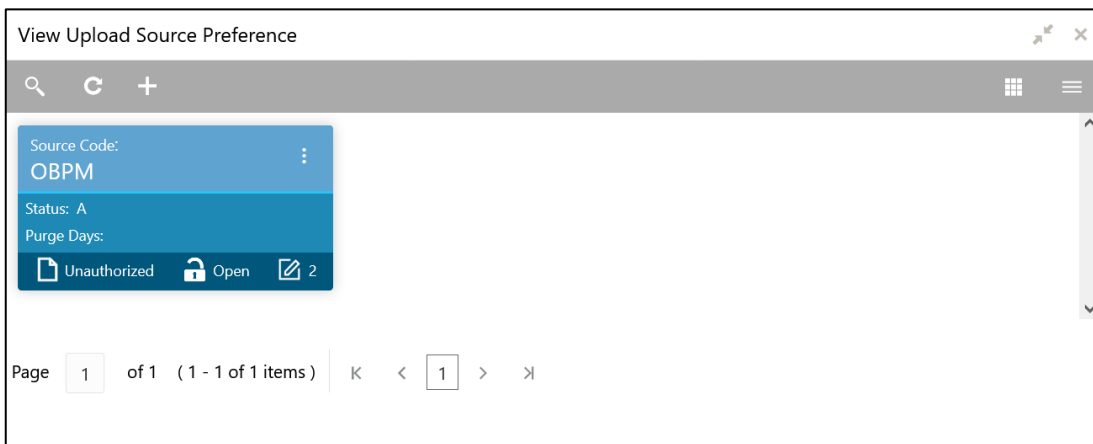 View Upload Source Preference
Source Code:
OBPM
Status: A
Purge Days:
Unauthorized Open 2
Page 1 of 1 ( 1 - 1 of 1 items ) 1